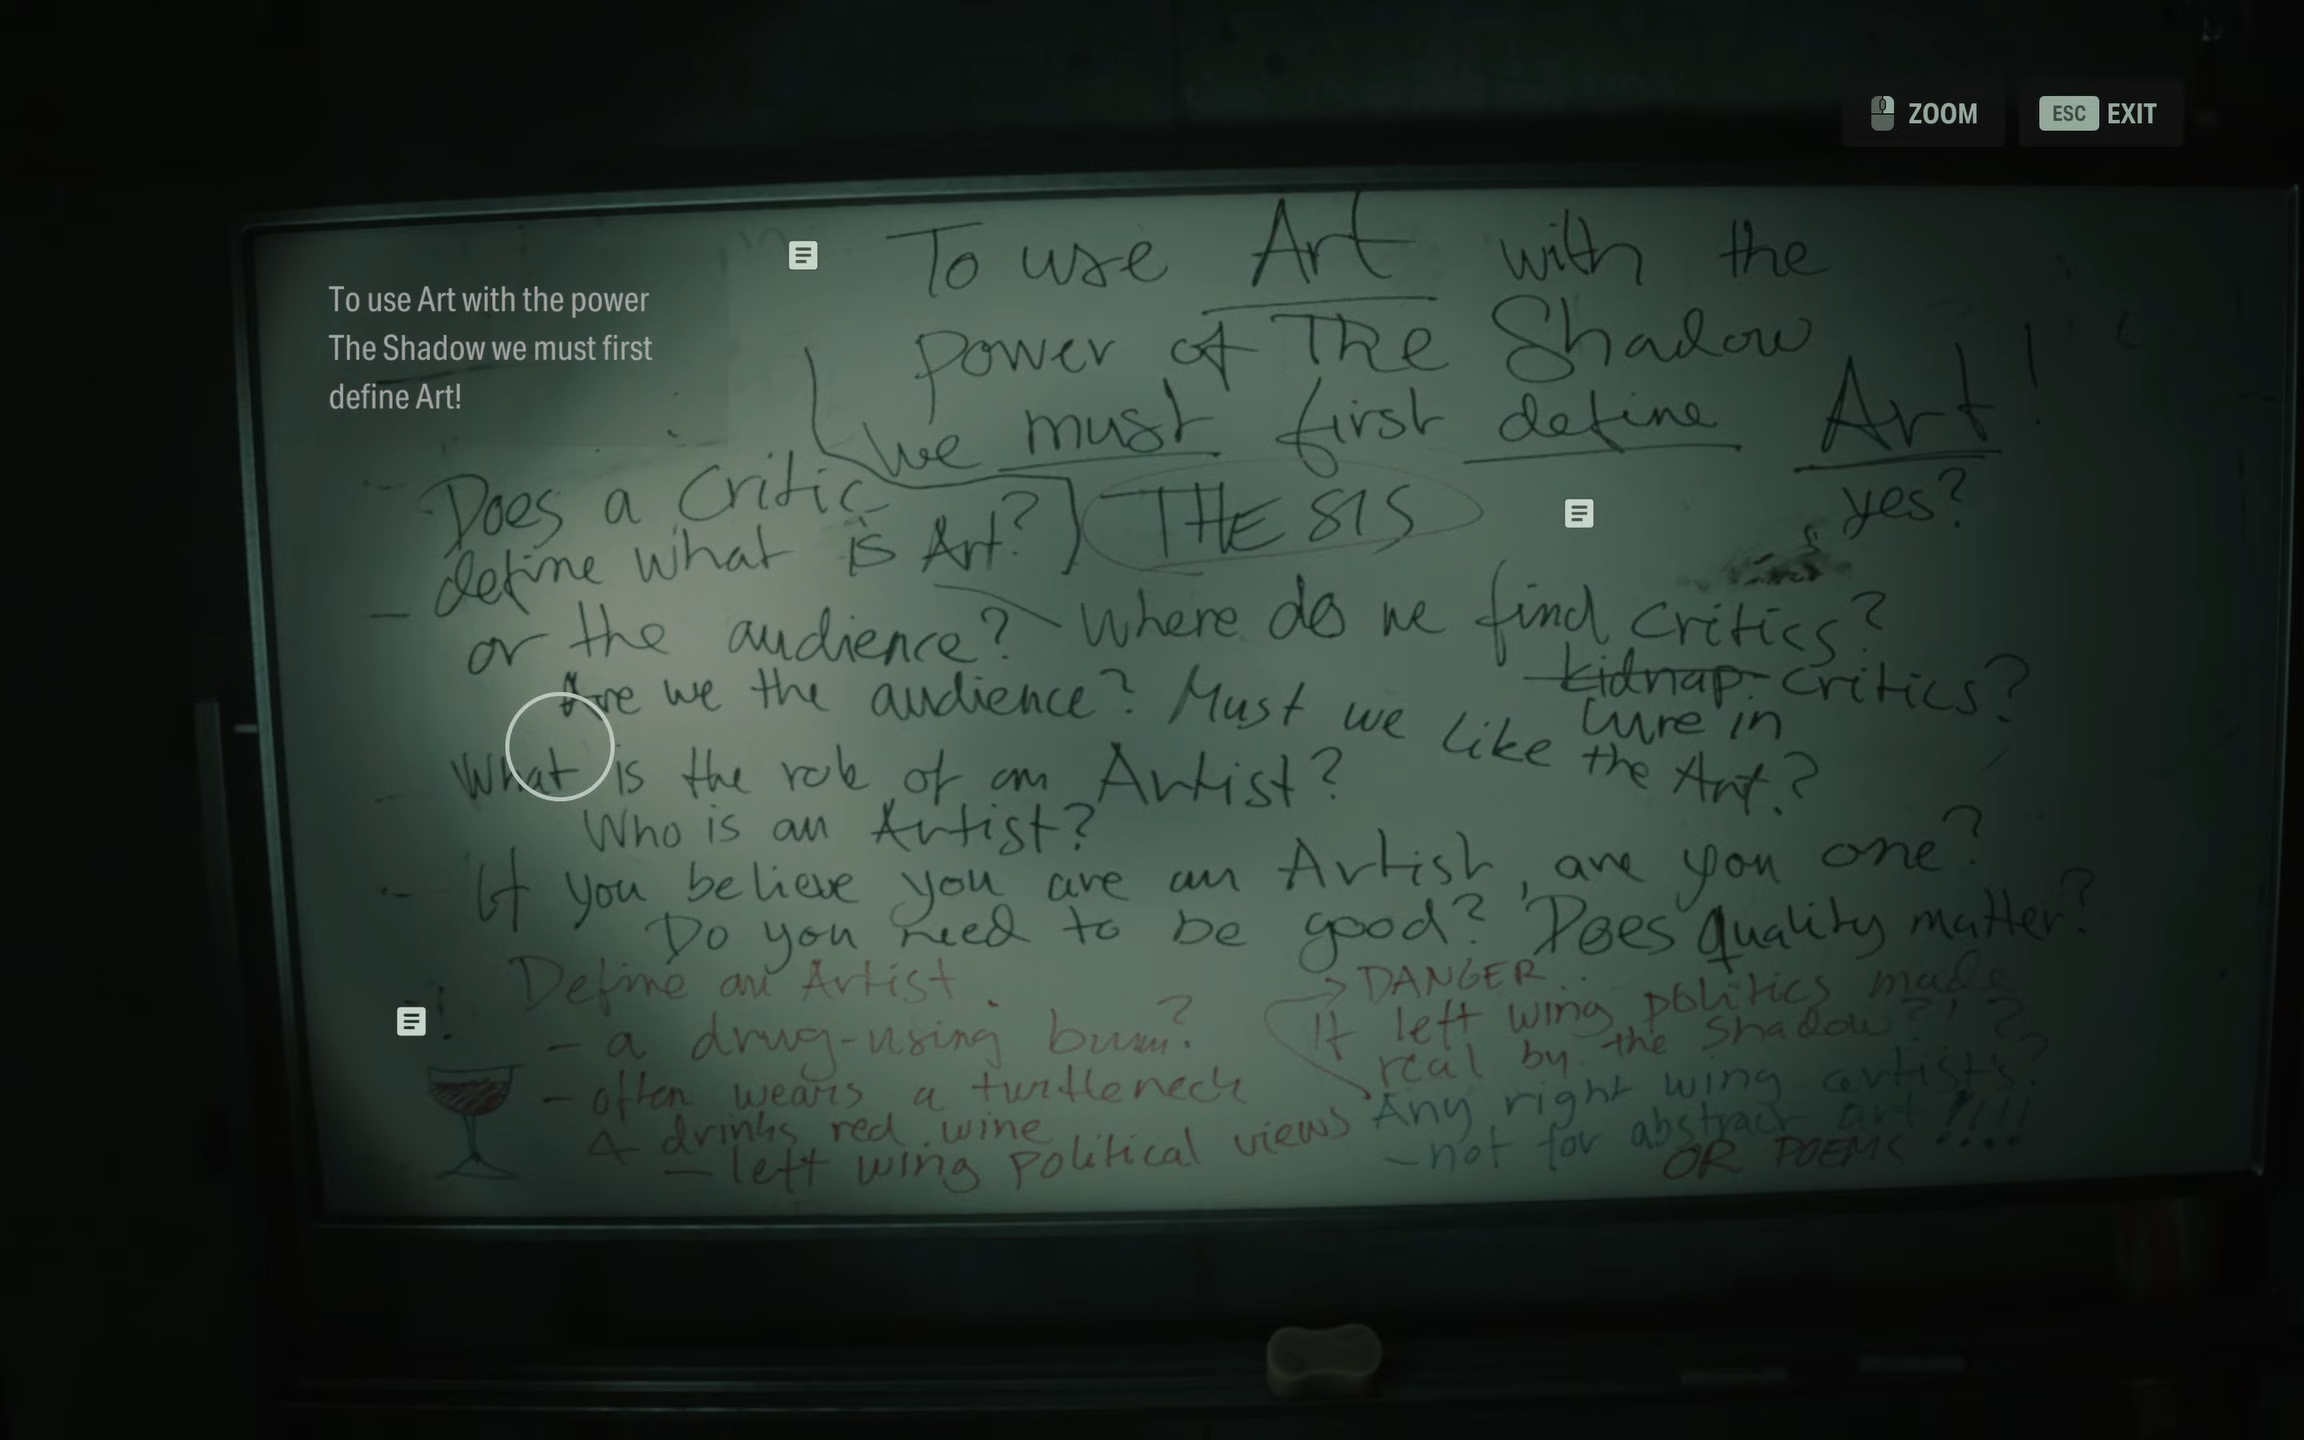 ZOOM
ESC EXIT
To use Art with the power
The Shadow we must first
define Art!
To use Art with the
power of The Shadow
we must first define Art!
yes?
Does a Critic
define what is Art?
THESIS
- or the audience? Where do we find critics?
kidnap critics?
Lure in
Are we the audience? Must we like the Art?
What is the role of an Artist?
Who is an Artist?
- If you believe you are an Artist, are you one?
Do you need to be good? Does quality matter?
Define an Artist
- a drug-using bum?
- often wears a turtleneck
& drinks red wine
- left wing political views
DANGER
If left wing politics made
real by the Shadow?!?
Any right wing artists?
- not for abstract art!!!!
OR POEMS